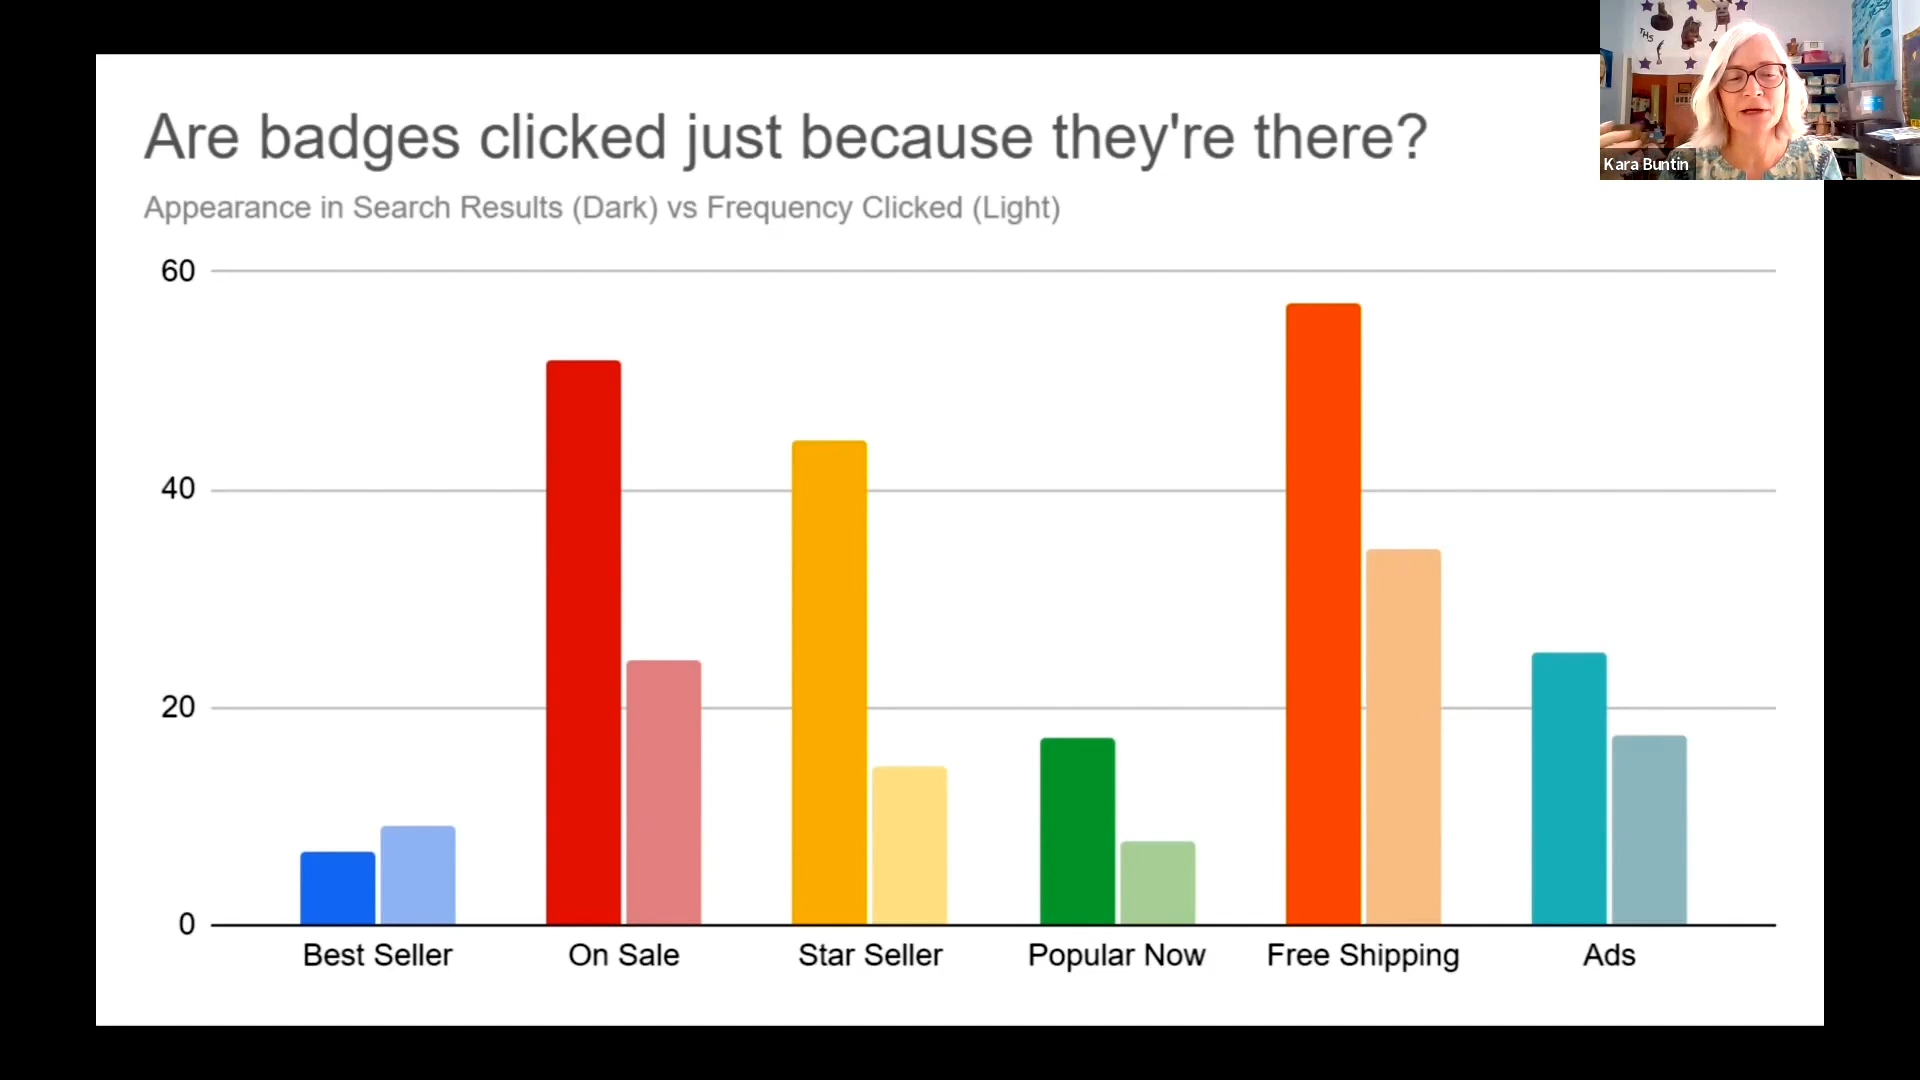 Are badges clicked just because they're there?
Appearance in Search Results (Dark) vs Frequency Clicked (Light)
60
40
20
0
Best Seller
On Sale
Star Seller
Popular Now
Free Shipping
Ads
THS
Kara Buntin